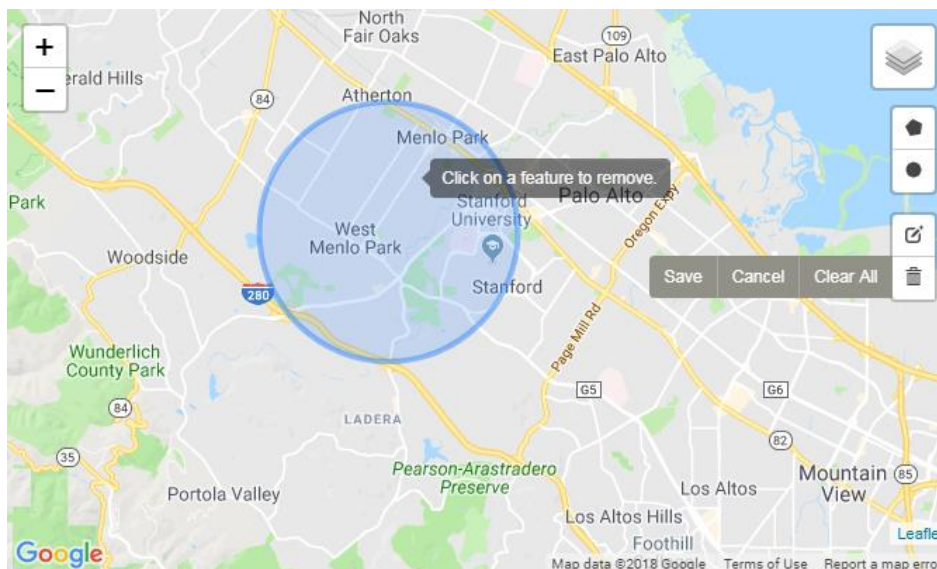 North
Fair Oaks
109
East Palo Alto
+
erald Hills
−
84
Atherton
Menlo Park
Click on a feature to remove.
Park
Stanford
University
Palo Alto
Oregon Expy
West
Menlo Park
Woodside
280
Stanford
Save Cancel Clear All
Page Mill Rd
Wunderlich
County Park
84
G5
G6
LADERA
35
82
Pearson-Arastradero
Preserve
Mountain
View
85
Portola Valley
Los Altos
Los Altos Hills
Foothill
Leafle
Google
Map data ©2018 Google Terms of Use Report a map erro